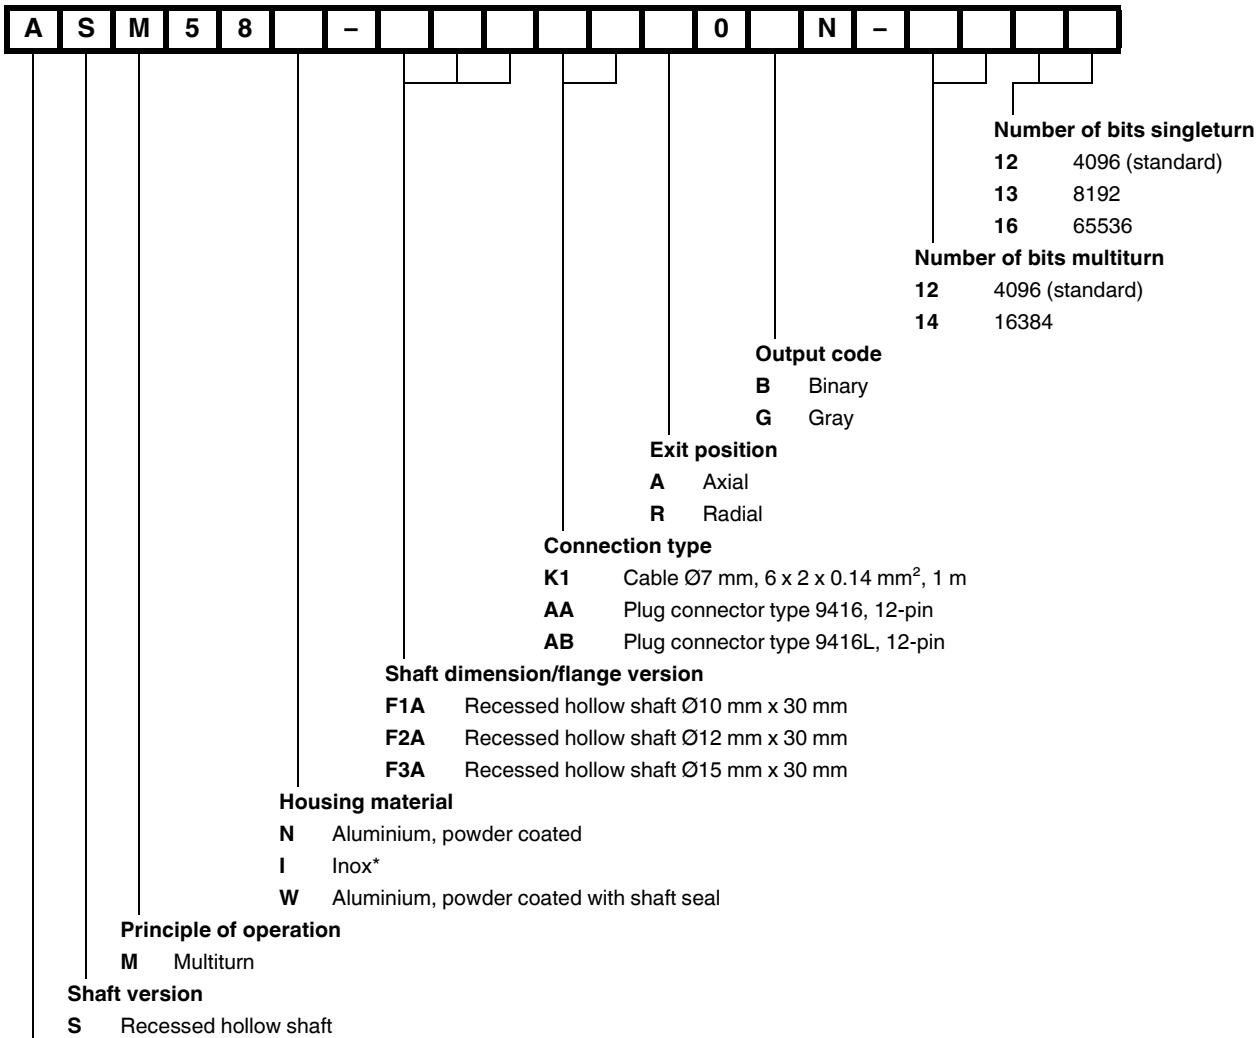 A S M 5 8 – 0 N –
Number of bits singleturn
12 4096 (standard)
13 8192
16 65536
Number of bits multiturn
12 4096 (standard)
14 16384
Output code
B Binary
G Gray
Exit position
A Axial
R Radial
Connection type
K1 Cable Ø7 mm, 6 x 2 x 0.14 mm², 1 m
AA Plug connector type 9416, 12-pin
AB Plug connector type 9416L, 12-pin
Shaft dimension/flange version
F1A Recessed hollow shaft Ø10 mm x 30 mm
F2A Recessed hollow shaft Ø12 mm x 30 mm
F3A Recessed hollow shaft Ø15 mm x 30 mm
Housing material
N Aluminium, powder coated
I Inox*
W Aluminium, powder coated with shaft seal
Principle of operation
M Multiturn
Shaft version
S Recessed hollow shaft